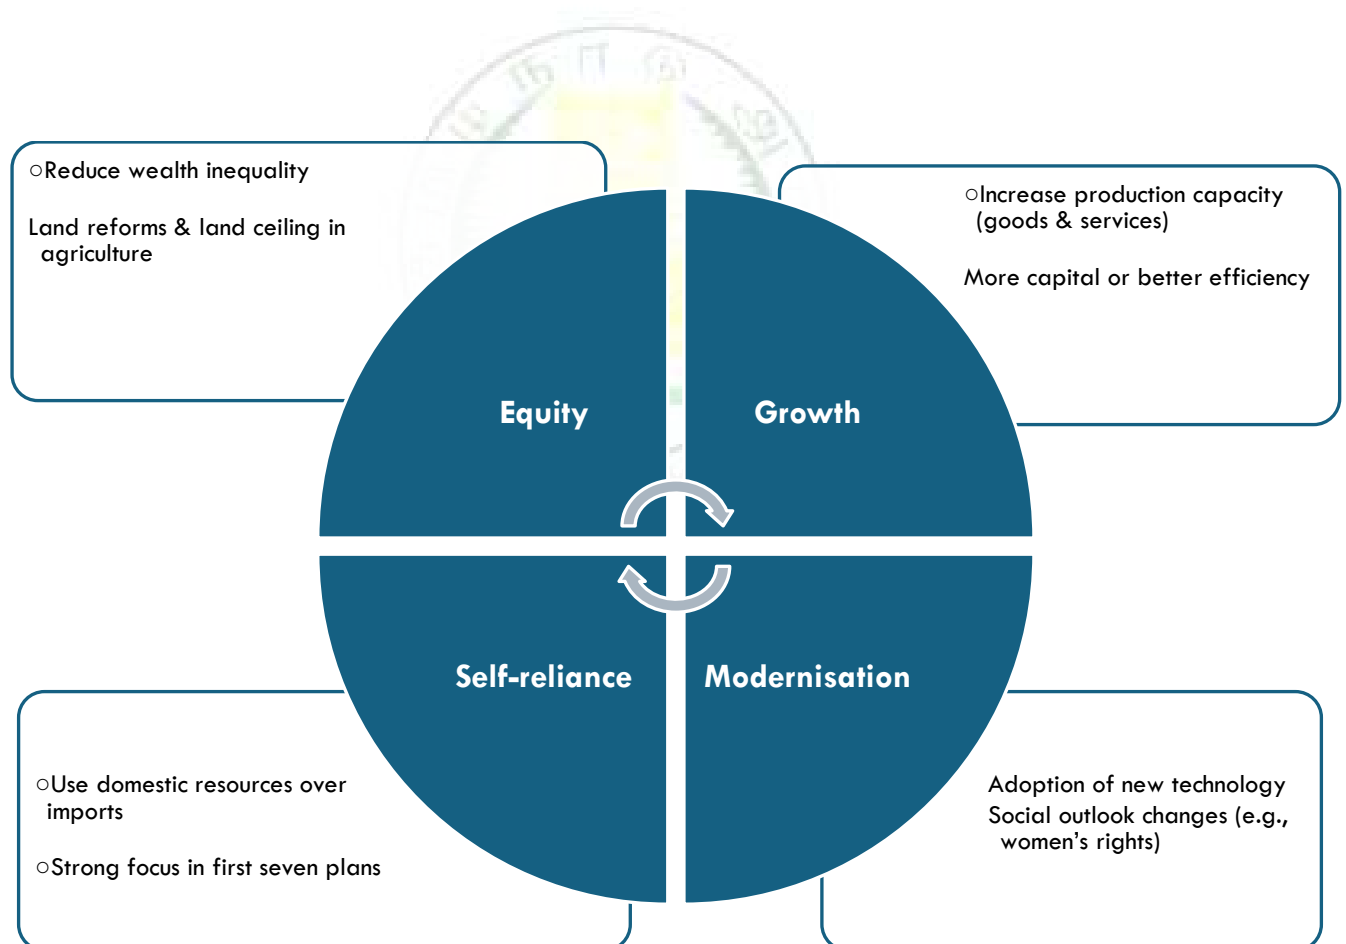 ○Reduce wealth inequality
Land reforms & land ceiling in
agriculture
○Increase production capacity
(goods & services)
More capital or better efficiency
Equity
Growth
Self-reliance
Modernisation
○Use domestic resources over
imports
○Strong focus in first seven plans
Adoption of new technology
Social outlook changes (e.g.,
women’s rights)